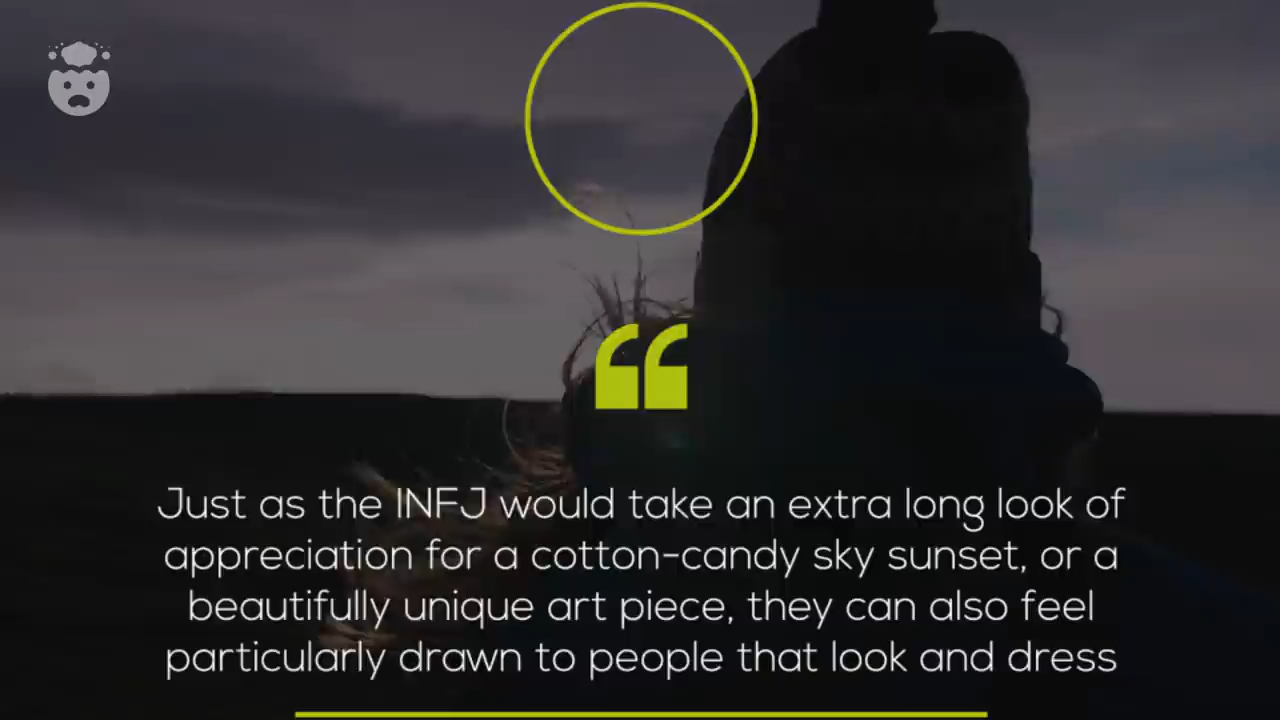 “
Just as the INFJ would take an extra long look of
appreciation for a cotton-candy sky sunset, or a
beautifully unique art piece, they can also feel
particularly drawn to people that look and dress